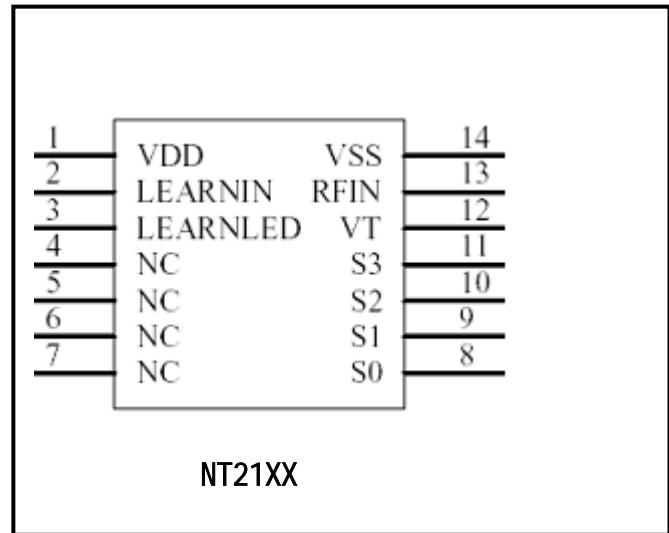 1 VDD VSS 14
2 LEARNIN RFIN 13
3 LEARNLED VT 12
4 NC S3 11
5 NC S2 10
6 NC S1 9
7 NC S0 8
NT21XX